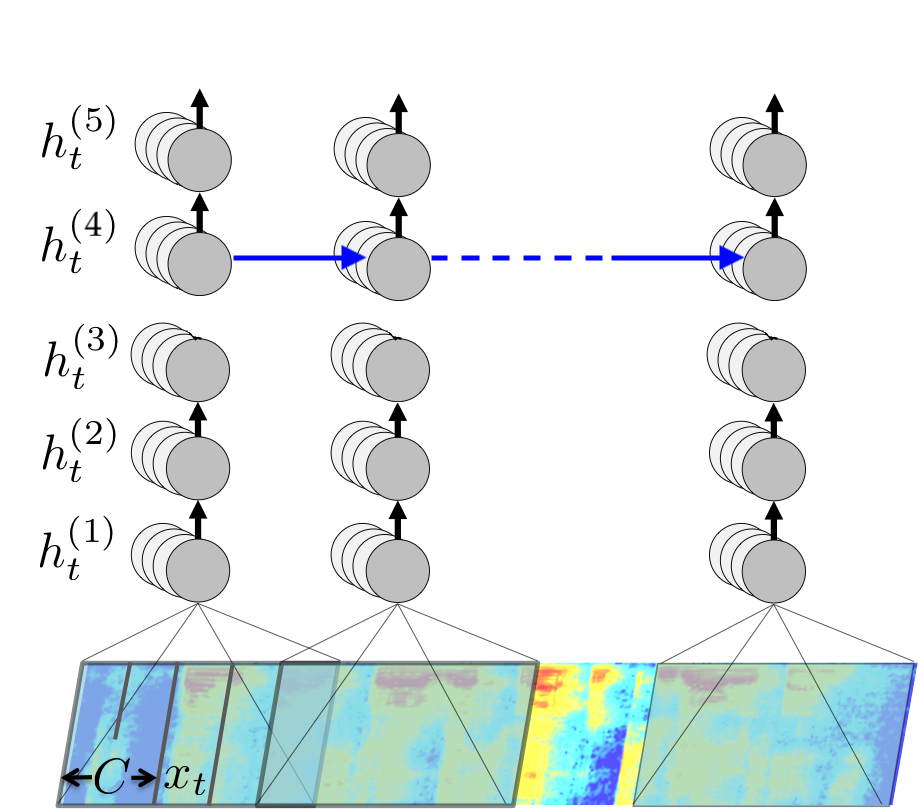 h_t^{(5)}
h_t^{(4)}
h_t^{(3)}
h_t^{(2)}
h_t^{(1)}
C x_t